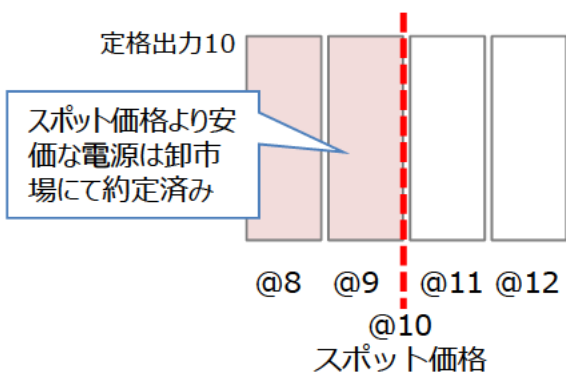 定格出力10
スポット価格より安
価な電源は卸市
場にて約定済み
@8 @9 @11 @12
@10
スポット価格